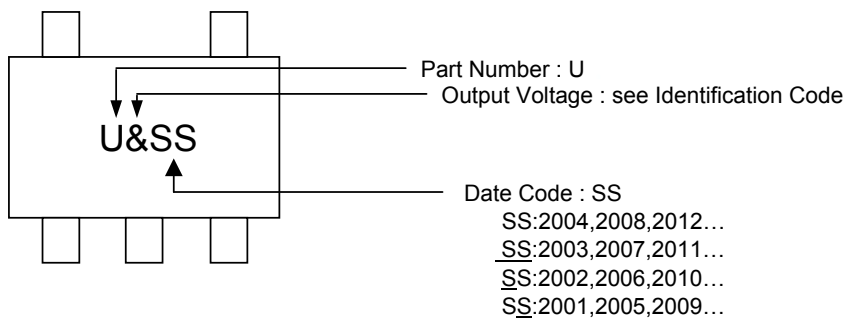 Part Number : U
Output Voltage : see Identification Code
U&SS
Date Code : SS
SS:2004,2008,2012…
SS:2003,2007,2011…
SS:2002,2006,2010…
SS:2001,2005,2009…